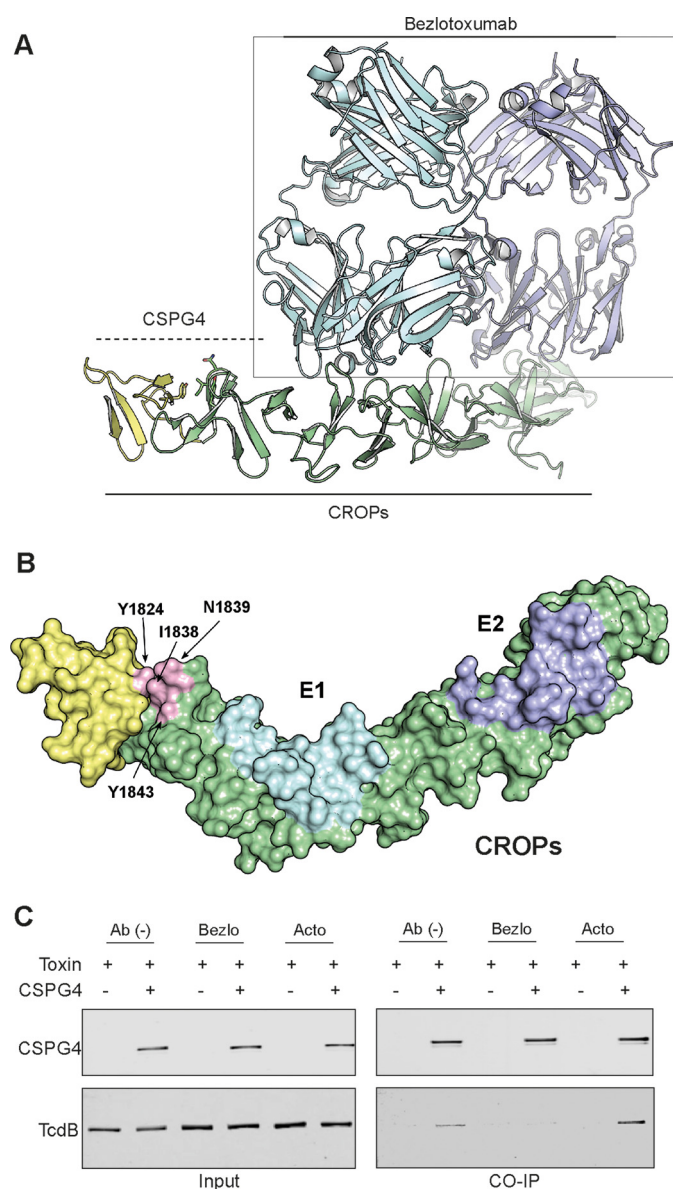 A
Bezlotoxumab
CSPG4
CROPs
B
Y1824
I1838
N1839
Y1843
E1
E2
CROPs
C
Ab (-) Bezlo Acto Ab (-) Bezlo Acto
Toxin + + + + + + + + + + + +
CSPG4 - + - + - + - + - + - +
CSPG4
TcdB
Input CO-IP